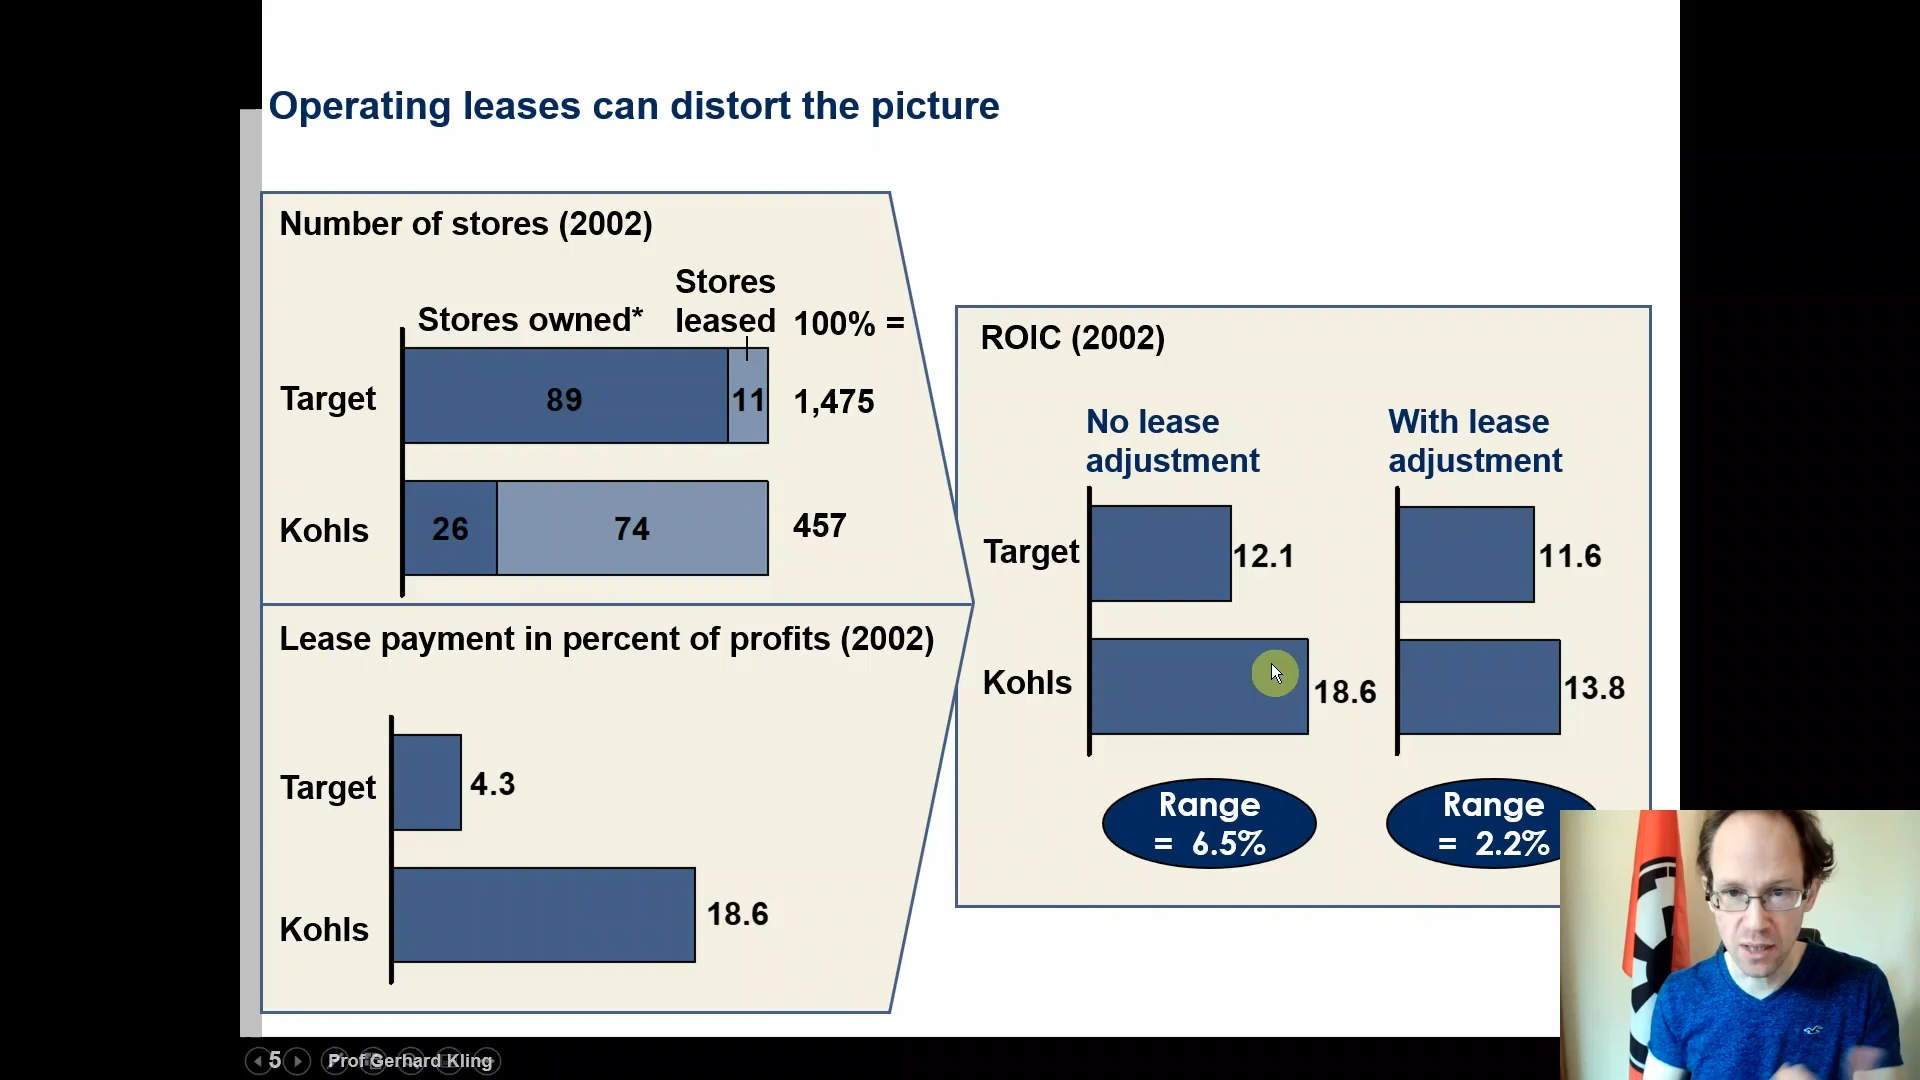 Operating leases can distort the picture
Number of stores (2002)
Stores owned*
Stores
leased
100% =
Target
89
11
1,475
Kohls
26
74
457
Lease payment in percent of profits (2002)
Target
4.3
Kohls
18.6
ROIC (2002)
No lease
adjustment
With lease
adjustment
Target
12.1
11.6
Kohls
18.6
13.8
Range
= 6.5%
Range
= 2.2%
5
Prof Gerhard Kling